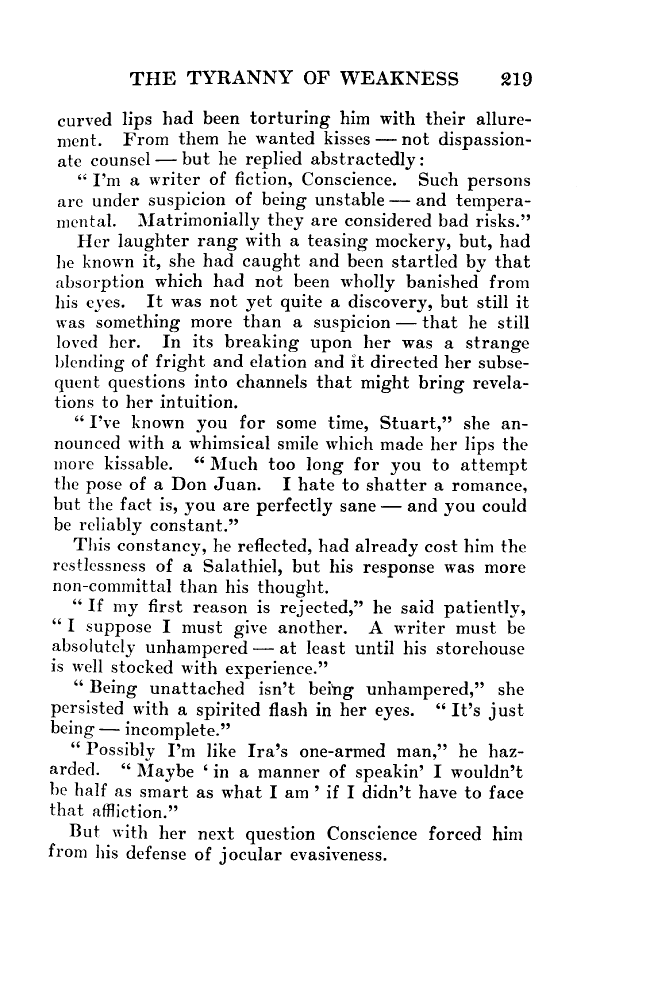 THE TYRANNY OF WEAKNESS 219
curved lips had been torturing him with their allure-
ment. From them he wanted kisses — not dispassion-
ate counsel — but he replied abstractedly:
“ I’m a writer of fiction, Conscience. Such persons
are under suspicion of being unstable — and tempera-
mental. Matrimonially they are considered bad risks.”
Her laughter rang with a teasing mockery, but, had
he known it, she had caught and been startled by that
absorption which had not been wholly banished from
his eyes. It was not yet quite a discovery, but still it
was something more than a suspicion — that he still
loved her. In its breaking upon her was a strange
blending of fright and elation and it directed her subse-
quent questions into channels that might bring revela-
tions to her intuition.
“ I’ve known you for some time, Stuart,” she an-
nounced with a whimsical smile which made her lips the
more kissable. “ Much too long for you to attempt
the pose of a Don Juan. I hate to shatter a romance,
but the fact is, you are perfectly sane — and you could
be reliably constant.”
This constancy, he reflected, had already cost him the
restlessness of a Salathiel, but his response was more
non-committal than his thought.
“ If my first reason is rejected,” he said patiently,
“ I suppose I must give another. A writer must be
absolutely unhampered — at least until his storehouse
is well stocked with experience.”
“ Being unattached isn’t being unhampered,” she
persisted with a spirited flash in her eyes. “ It’s just
being — incomplete.”
“ Possibly I’m like Ira’s one-armed man,” he haz-
arded. “ Maybe ‘ in a manner of speakin’ I wouldn’t
be half as smart as what I am ’ if I didn’t have to face
that affliction.”
But with her next question Conscience forced him
from his defense of jocular evasiveness.